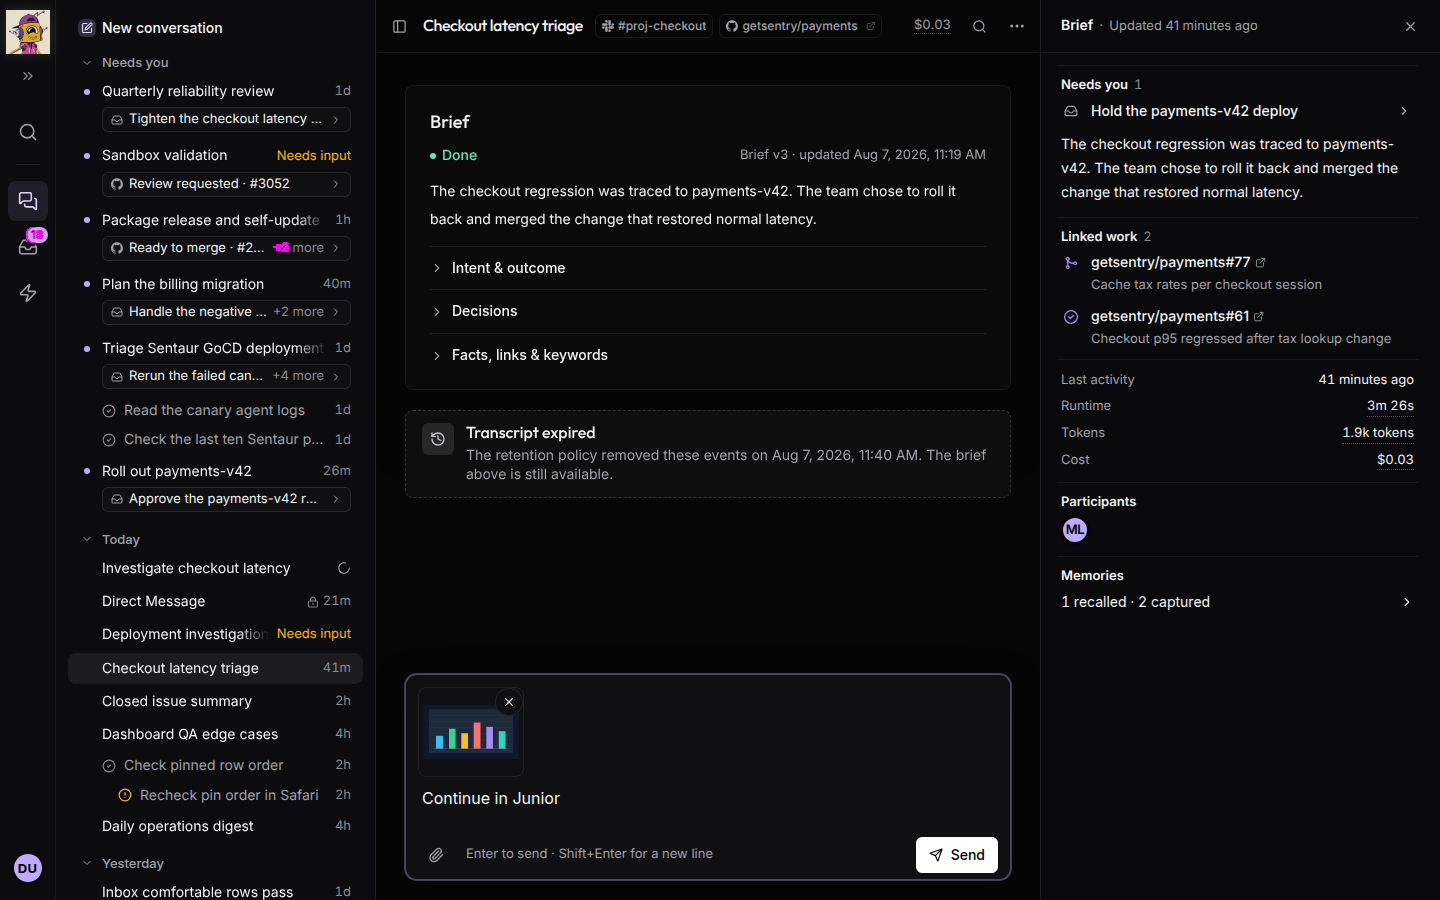 New conversation
Needs you
Quarterly reliability review 1d
Tighten the checkout latency ...
Sandbox validation Needs input
Review requested · #3052
Package release and self-update 1h
Ready to merge · #2... more
Plan the billing migration 40m
Handle the negative ... +2 more
Triage Sentaur GoCD deployment 1d
Rerun the failed can... +4 more
Read the canary agent logs 1d
Check the last ten Sentaur p... 1d
Roll out payments-v42 26m
Approve the payments-v42 r...
Today
Investigate checkout latency
Direct Message 21m
Deployment investigation Needs input
Checkout latency triage 41m
Closed issue summary 2h
Dashboard QA edge cases 4h
Check pinned row order 2h
Recheck pin order in Safari 2h
Daily operations digest 4h
Yesterday
Inbox comfortable rows pass 1d
DU
Checkout latency triage #proj-checkout getsentry/payments $0.03
Brief
Done Brief v3 · updated Aug 7, 2026, 11:19 AM
The checkout regression was traced to payments-v42. The team chose to roll it
back and merged the change that restored normal latency.
Intent & outcome
Decisions
Facts, links & keywords
Transcript expired
The retention policy removed these events on Aug 7, 2026, 11:40 AM. The brief
above is still available.
Continue in Junior
Enter to send · Shift+Enter for a new line Send
Brief · Updated 41 minutes ago
Needs you 1
Hold the payments-v42 deploy
The checkout regression was traced to payments-
v42. The team chose to roll it back and merged the
change that restored normal latency.
Linked work 2
getsentry/payments#77
Cache tax rates per checkout session
getsentry/payments#61
Checkout p95 regressed after tax lookup change
Last activity 41 minutes ago
Runtime 3m 26s
Tokens 1.9k tokens
Cost $0.03
Participants
ML
Memories
1 recalled · 2 captured